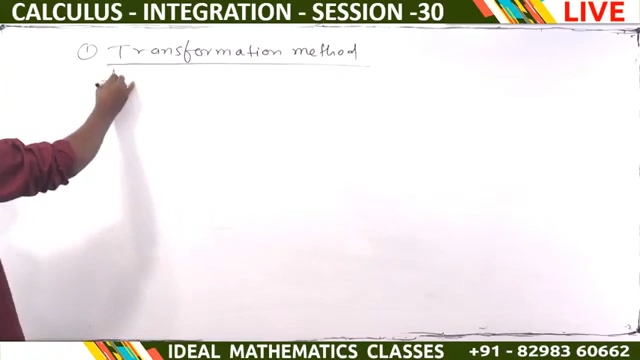 CALCULUS - INTEGRATION - SESSION -30
LIVE
① Transformation method
IDEAL MATHEMATICS CLASSES
+91 - 82983 60662